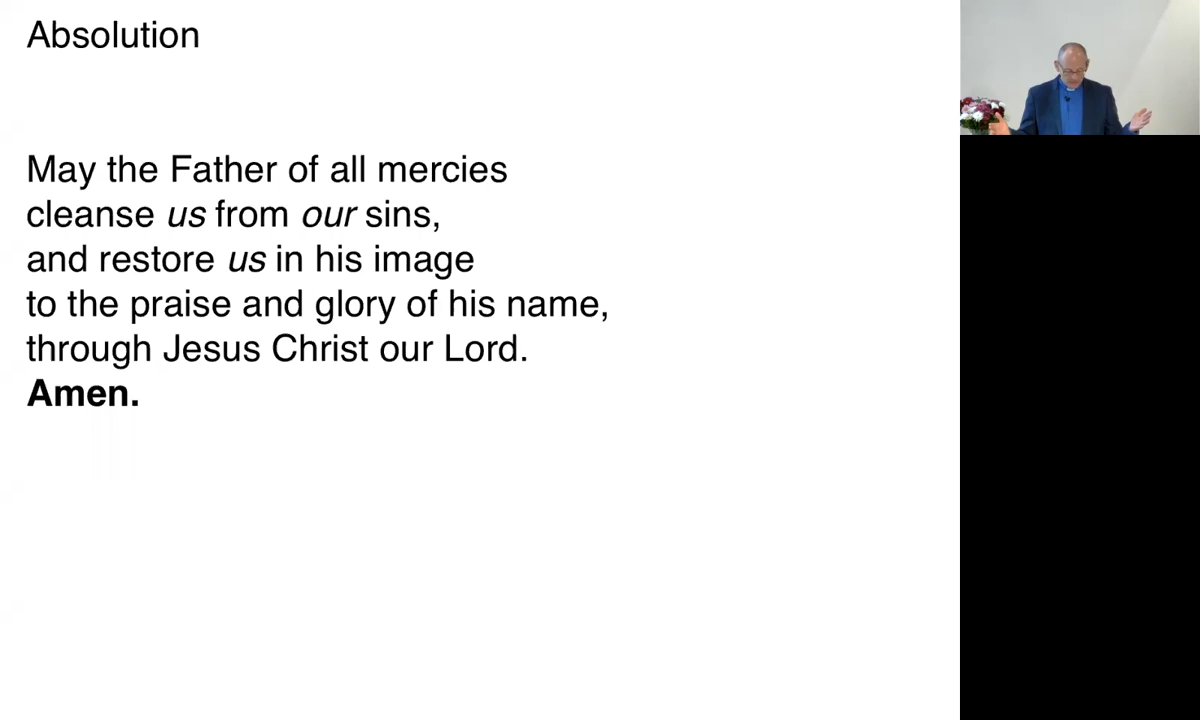 Absolution
May the Father of all mercies
cleanse us from our sins,
and restore us in his image
to the praise and glory of his name,
through Jesus Christ our Lord.
Amen.